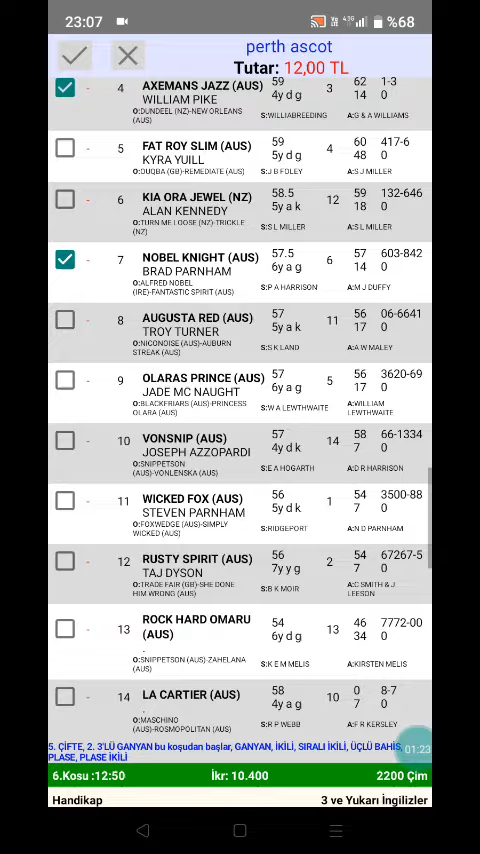 23:07
4.5G
%68
perth ascot
Tutar: 12,00 TL
- 4 AXEMANS JAZZ (AUS) 59 3 62 1-3
WILLIAM PIKE 4y d g 14 0
O:DUNDEEL (NZ)-NEW ORLEANS (AUS) S:WILLIABREEDING A:G & A WILLIAMS
- 5 FAT ROY SLIM (AUS) 59 4 60 417-6
KYRA YUILL 5y d g 48 0
O:DUQBA (GB)-REMEDIATE (AUS) S:J B FOLEY A:S J MILLER
- 6 KIA ORA JEWEL (NZ) 58.5 12 59 132-646
ALAN KENNEDY 5y a k 18 0
O:TURN ME LOOSE (NZ)-TRICKLE (NZ) S:S L MILLER A:S L MILLER
- 7 NOBEL KNIGHT (AUS) 57.5 6 57 603-842
BRAD PARNHAM 6y a g 14 0
O:ALFRED NOBEL (IRE)-FANTASTIC SPIRIT (AUS) S:P A HARRISON A:M J DUFFY
- 8 AUGUSTA RED (AUS) 57 11 56 06-6641
TROY TURNER 5y a k 17 0
O:NICONOISE (AUS)-AUBURN STREAK (AUS) S:S K LAND A:A W MALEY
- 9 OLARAS PRINCE (AUS) 57 5 56 3620-69
JADE MC NAUGHT 6y a g 17 0
O:BLACKFRIARS (AUS)-PRINCESS OLARA (AUS) S:W A LEWTHWAITE A:WILLIAM LEWTHWAITE
- 10 VONSNIP (AUS) 57 14 58 66-1334
JOSEPH AZZOPARDI 4y d k 7 0
O:SNIPPETSON (AUS)-VONLENSKA (AUS) S:E A HOGARTH A:D R HARRISON
- 11 WICKED FOX (AUS) 56 1 54 3500-88
STEVEN PARNHAM 5y d k 7 0
O:FOXWEDGE (AUS)-SIMPLY WICKED (AUS) S:RIDGEPORT A:N D PARNHAM
- 12 RUSTY SPIRIT (AUS) 56 2 54 67267-5
TAJ DYSON 7y y g 7 0
O:TRADE FAIR (GB)-SHE DONE HIM WRONG (AUS) S:B K MOIR A:C SMITH & J LEESON
- 13 ROCK HARD OMARU (AUS) 54 13 46 7772-00
. 6y d g 34 0
O:SNIPPETSON (AUS)-ZAHELANA (AUS) S:K E M MELIS A:KIRSTEN MELIS
- 14 LA CARTIER (AUS) 58 10 0 8-7
. 4y a g 7 0
O:MASCHINO (AUS)-ROSMOPOLITAN (AUS) S:R P WEBB A:F R KERSLEY
5. ÇİFTE, 2. 3'LÜ GANYAN bu koşudan başlar, GANYAN, İKİLİ, SIRALI İKİLİ, ÜÇLÜ BAHİS,
PLASE, PLASE İKİLİ
01:23
6.Kosu :12:50 İkr: 10.400 2200 Çim
Handikap 3 ve Yukarı İngilizler